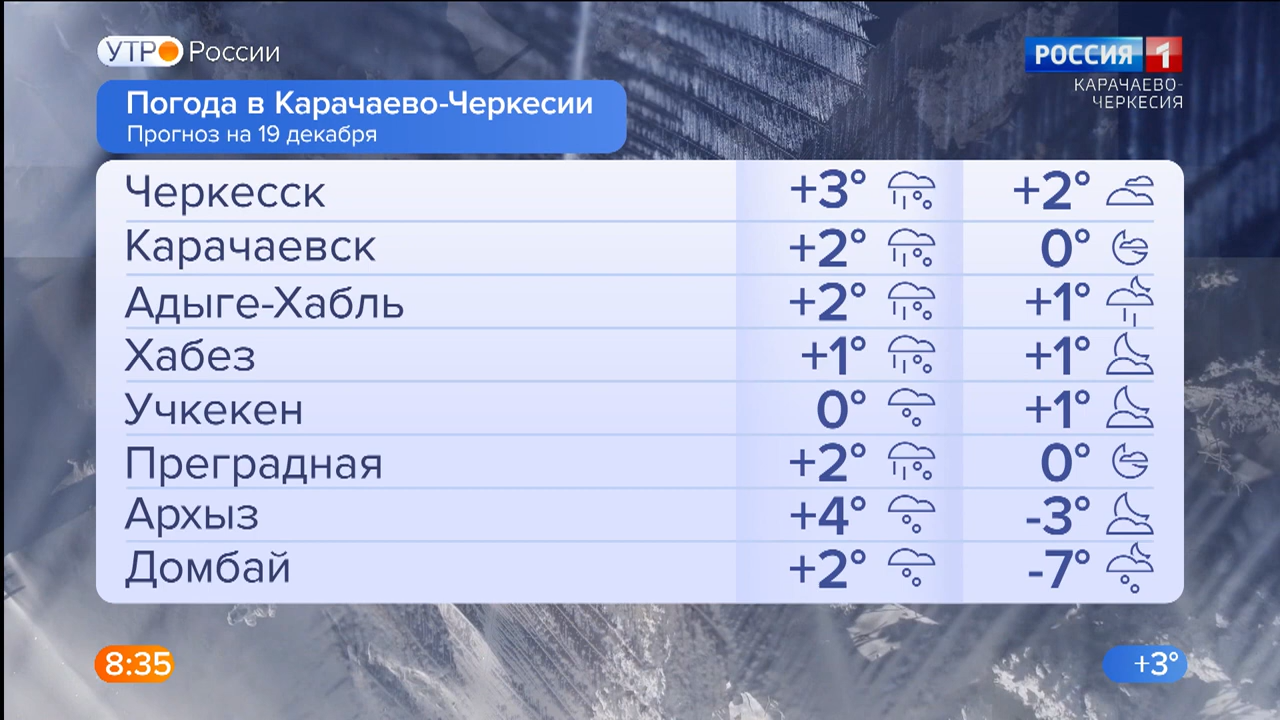 УТРО России
РОССИЯ 1
КАРАЧАЕВО-
ЧЕРКЕСИЯ
Погода в Карачаево-Черкесии
Прогноз на 19 декабря
Черкесск +3° +2°
Карачаевск +2° 0°
Адыге-Хабль +2° +1°
Хабез +1° +1°
Учкекен 0° +1°
Преградная +2° 0°
Архыз +4° -3°
Домбай +2° -7°
8:35 +3°